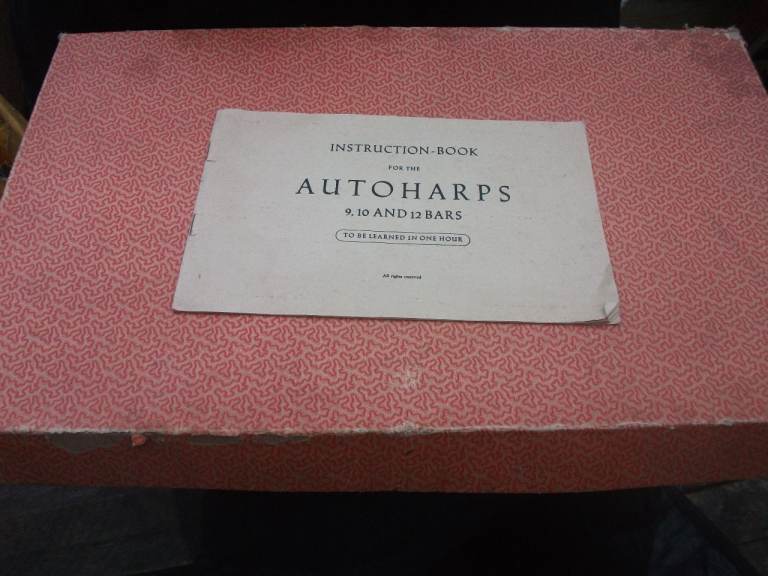 INSTRUCTION-BOOK
FOR THE
AUTOHARPS
9, 10 AND 12 BARS
TO BE LEARNED IN ONE HOUR
All rights reserved